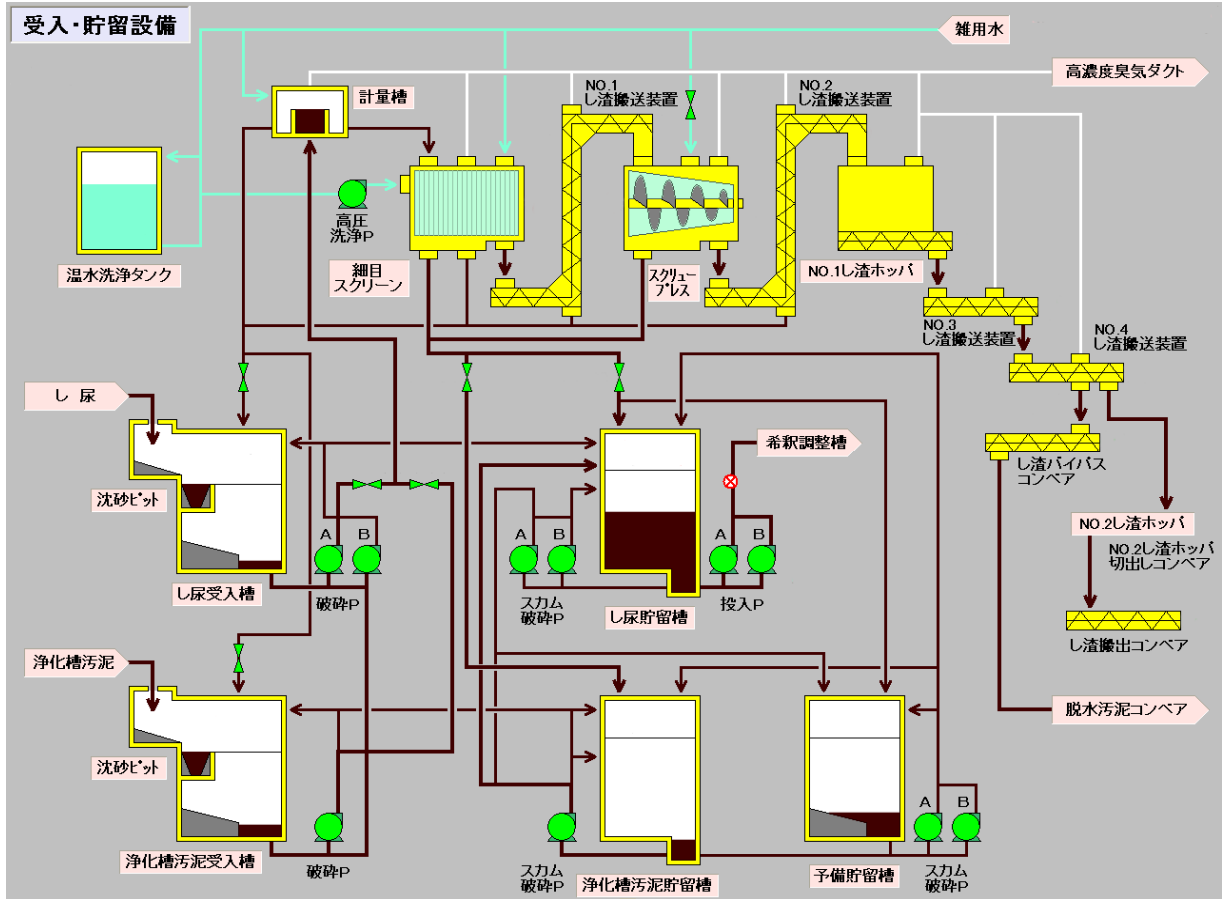 受入・貯留設備
雑用水
高濃度臭気ダクト
計量槽
NO.1
し渣搬送装置
NO.2
し渣搬送装置
高圧
洗浄P
温水洗浄タンク
細目
スクリーン
スクリュー
プレス
NO.1し渣ホッパ
NO.3
し渣搬送装置
NO.4
し渣搬送装置
し 尿
希釈調整槽
し渣バイパス
コンベア
沈砂ピット
A
B
A
B
A
B
NO.2し渣ホッパ
NO.2し渣ホッパ
切出しコンベア
し尿受入槽
破砕P
スカム
破砕P
し尿貯留槽
投入P
し渣搬出コンベア
浄化槽汚泥
脱水汚泥コンベア
沈砂ピット
A
B
浄化槽汚泥受入槽
破砕P
スカム
破砕P
浄化槽汚泥貯留槽
予備貯留槽
スカム
破砕P